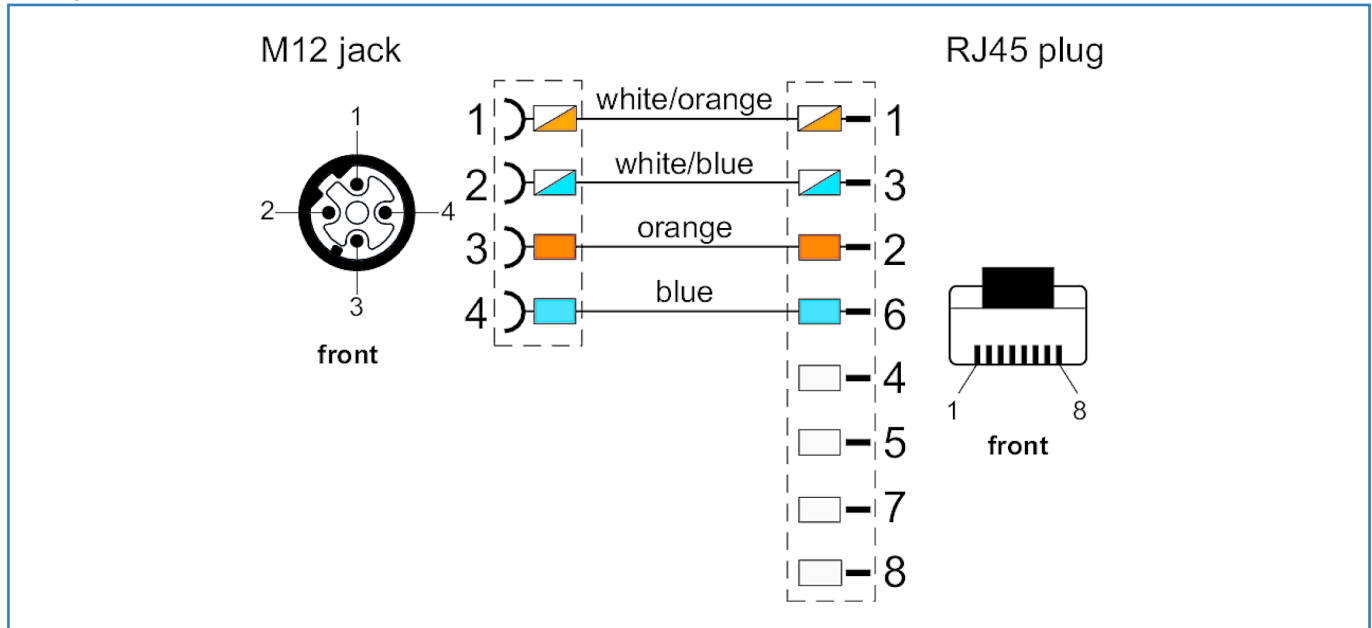 M12 jack
RJ45 plug
1
2
4
3
front
1 white/orange 1
2 white/blue 3
3 orange 2
4 blue 6
4
5
7
8
1 8
front